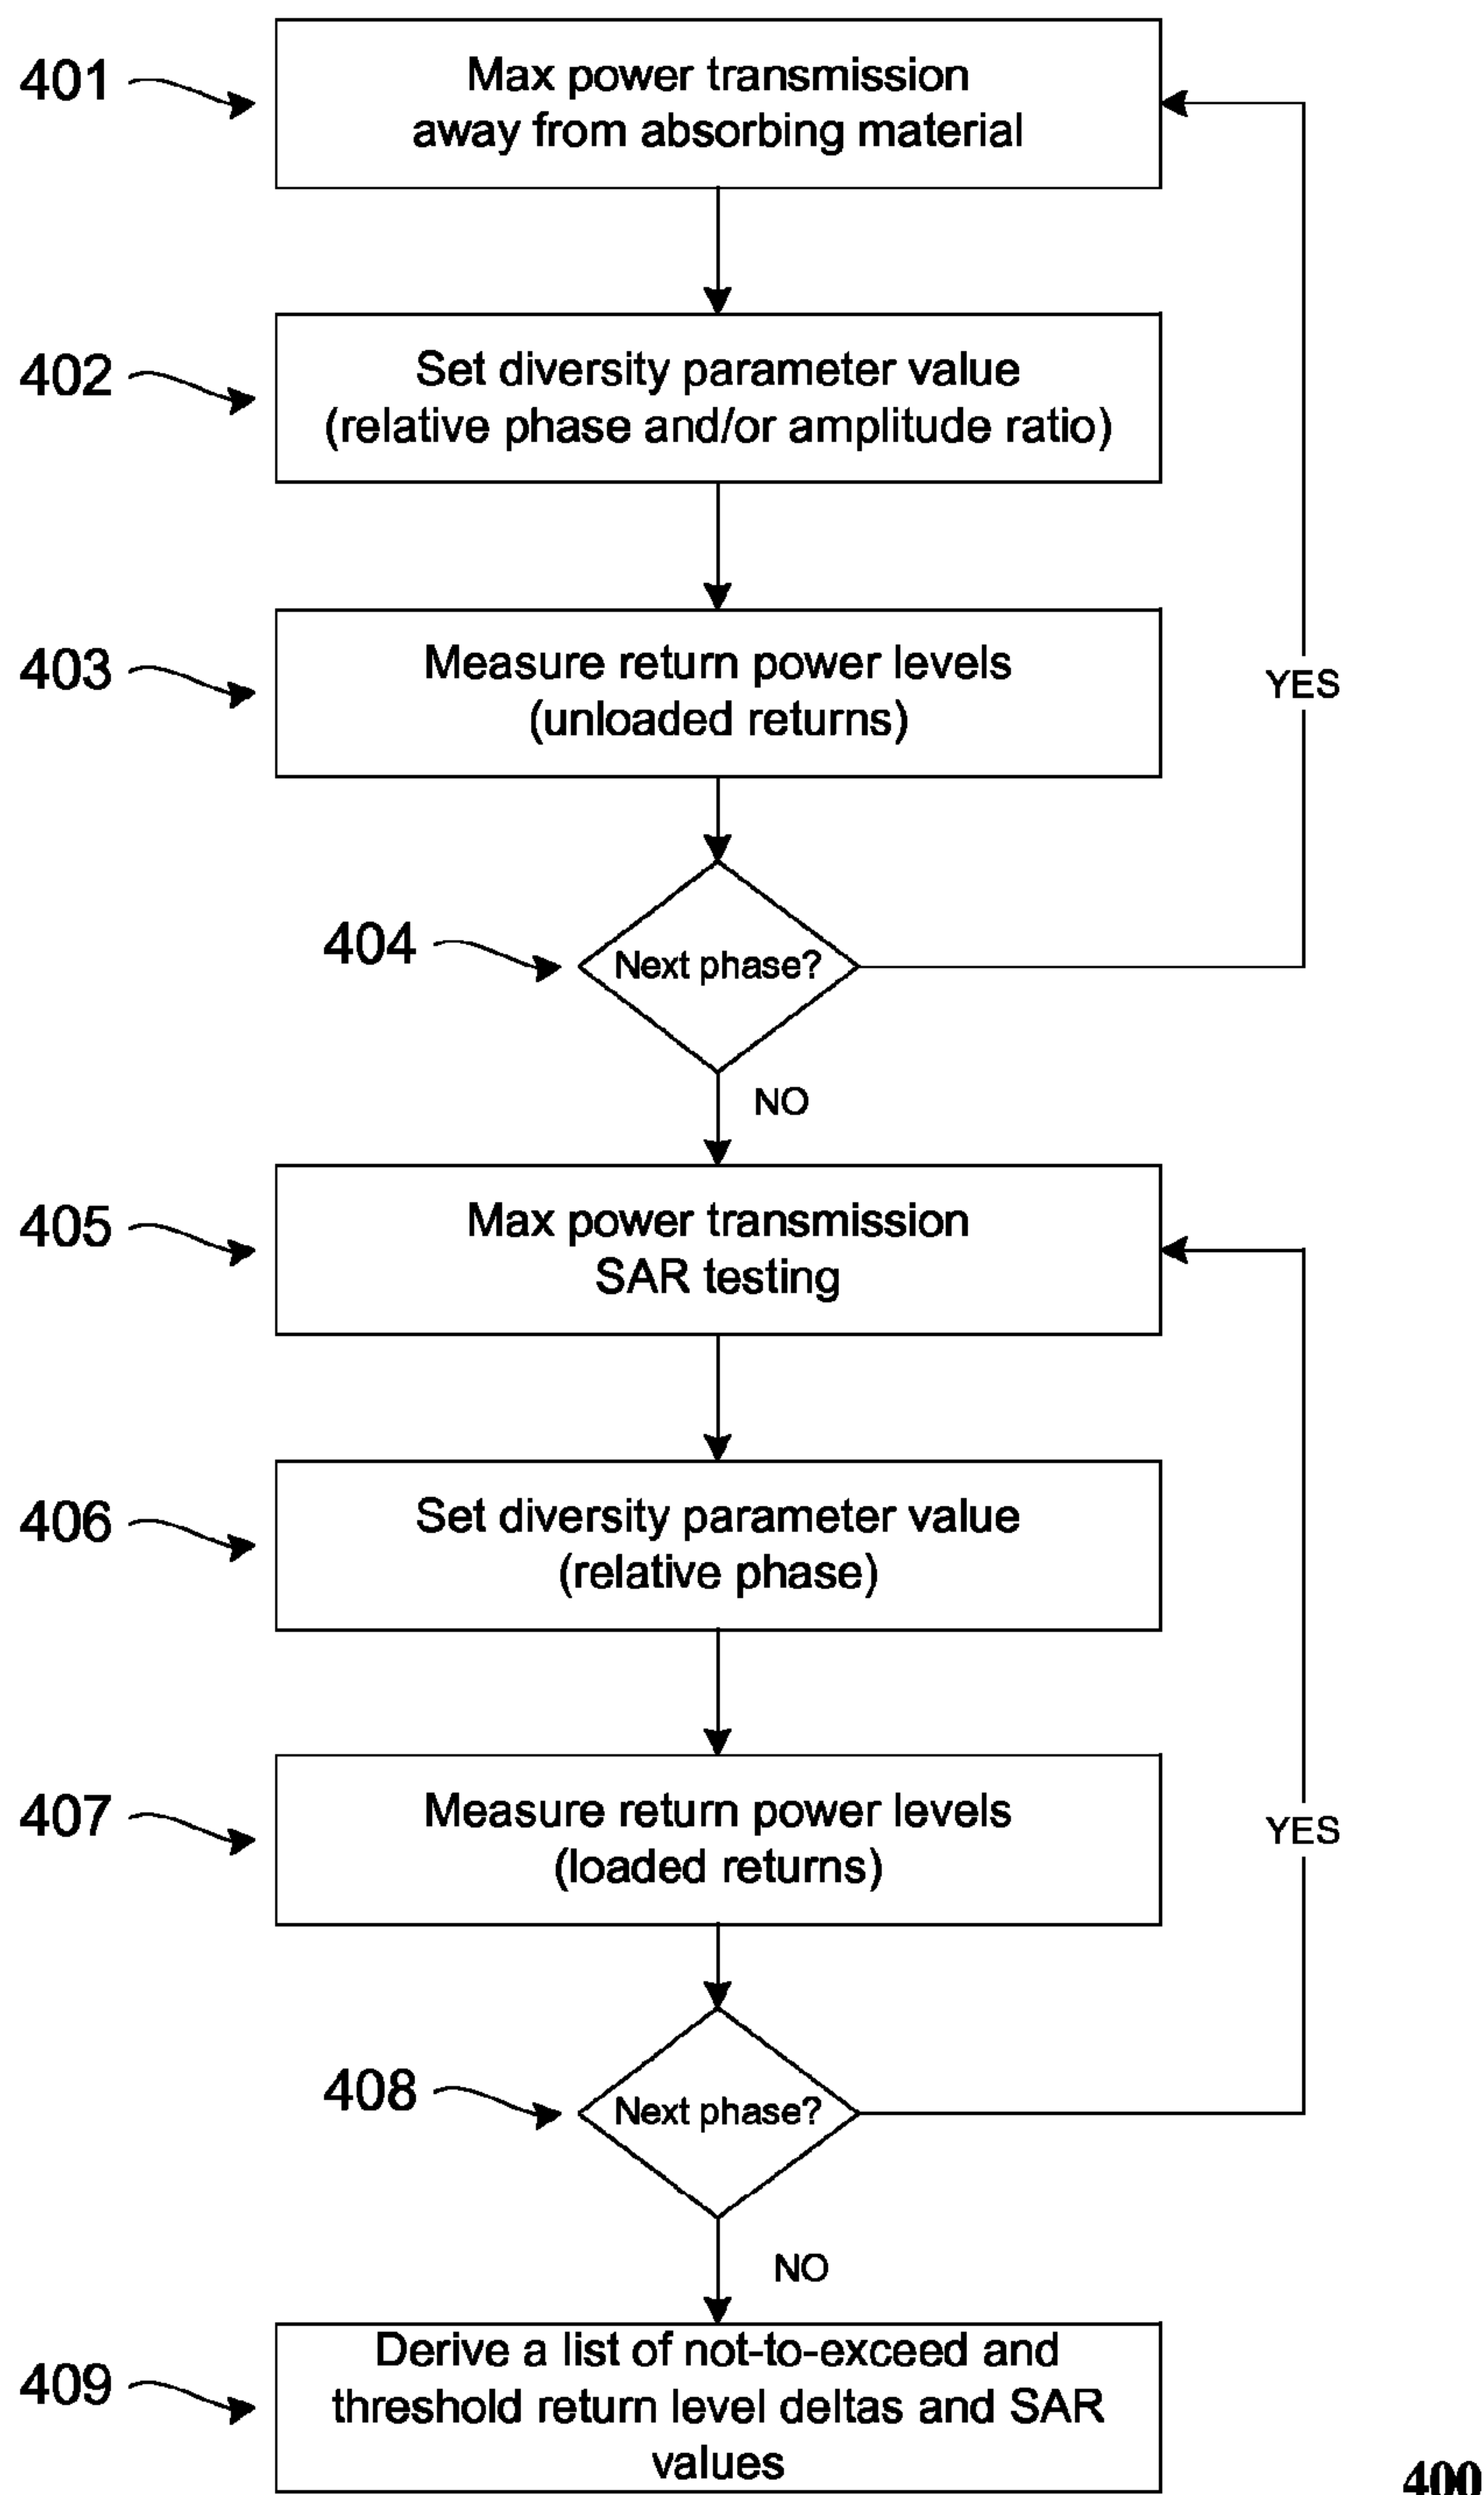 401
Max power transmission
away from absorbing material
402
Set diversity parameter value
(relative phase and/or amplitude ratio)
403
Measure return power levels
(unloaded returns)
YES
404
Next phase?
NO
405
Max power transmission
SAR testing
406
Set diversity parameter value
(relative phase)
407
Measure return power levels
(loaded returns)
YES
408
Next phase?
NO
409
Derive a list of not-to-exceed and
threshold return level deltas and SAR
values
400